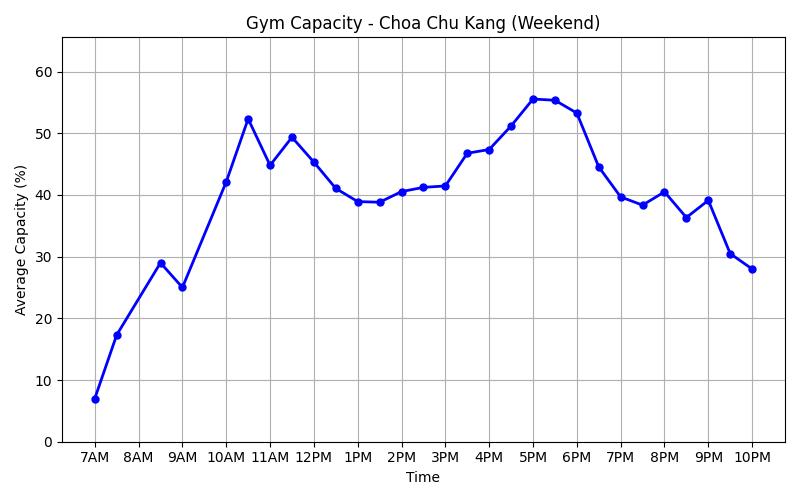 Gym Capacity - Choa Chu Kang (Weekend)
Average Capacity (%)
60
50
40
30
20
10
0
7AM 8AM 9AM 10AM 11AM 12PM 1PM 2PM 3PM 4PM 5PM 6PM 7PM 8PM 9PM 10PM
Time